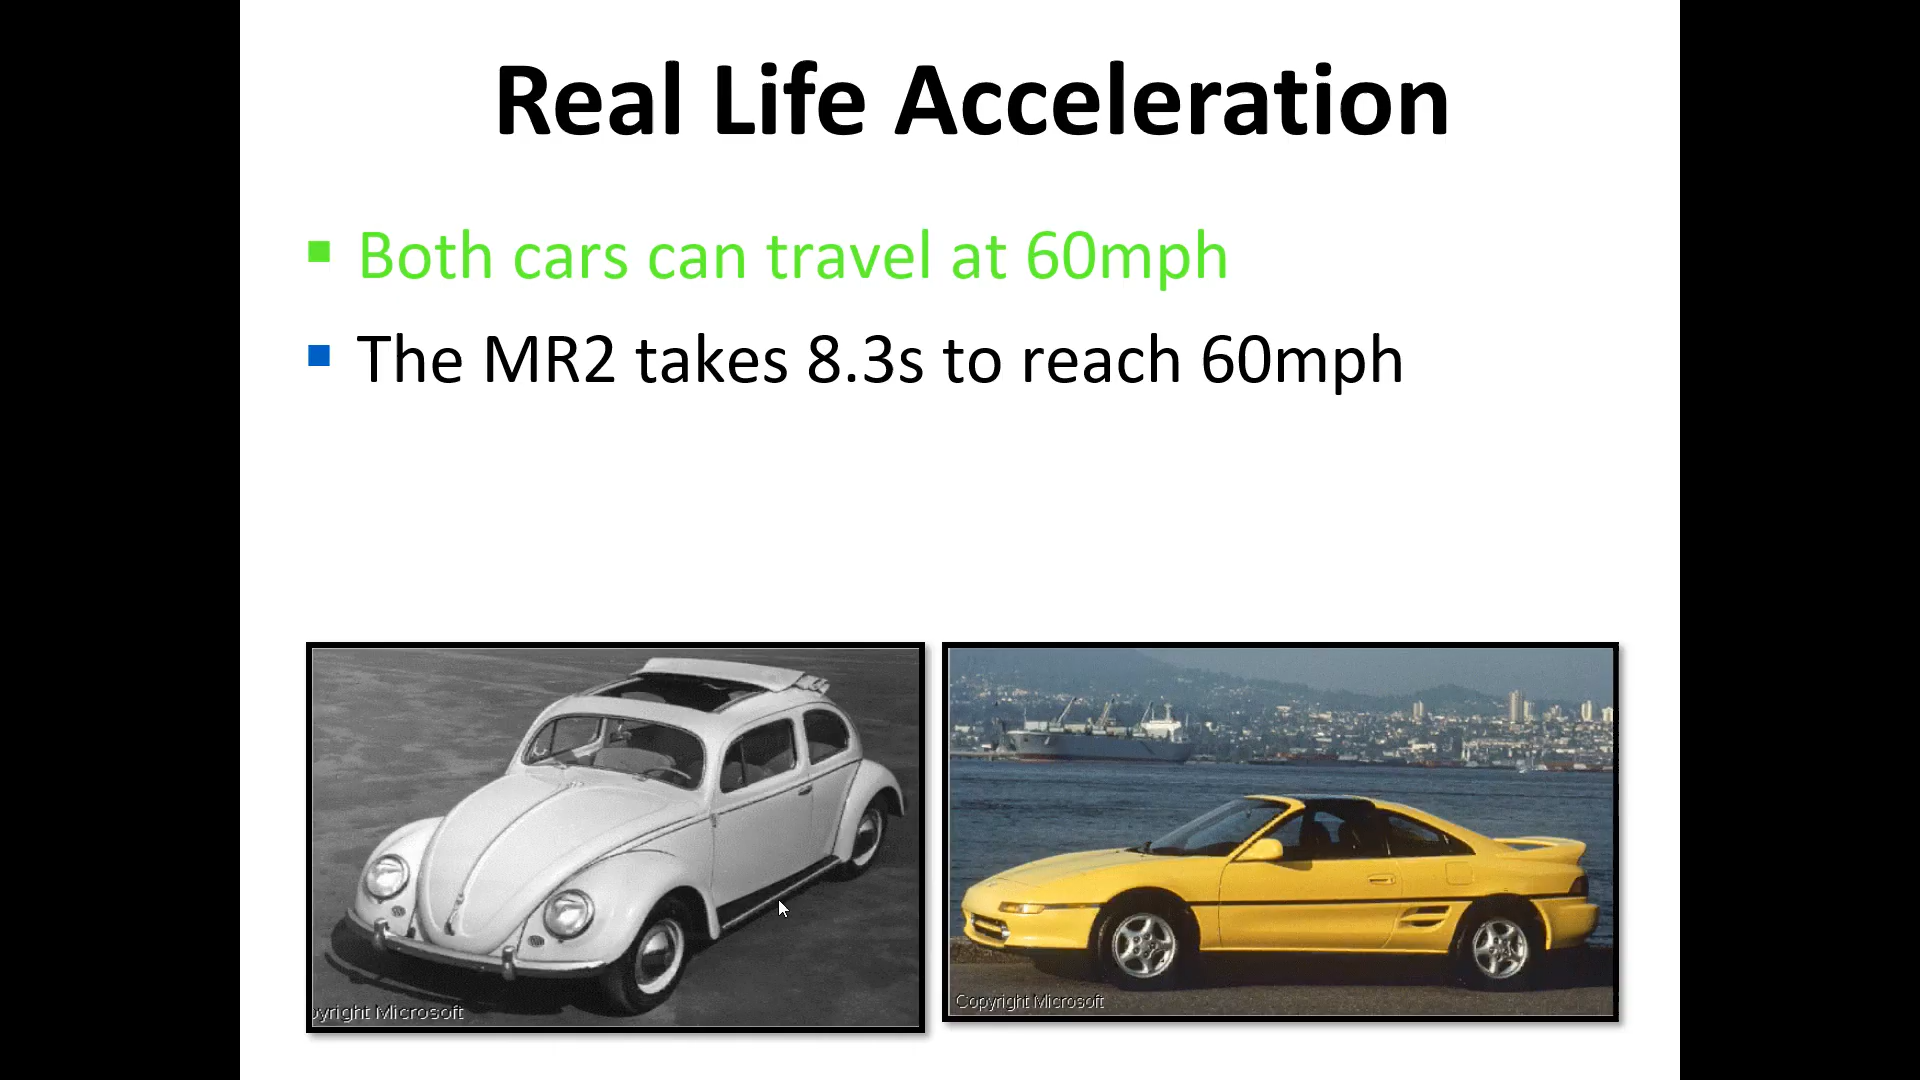 Real Life Acceleration
Both cars can travel at 60mph
The MR2 takes 8.3s to reach 60mph
pyright Microsoft
Copyright Microsoft